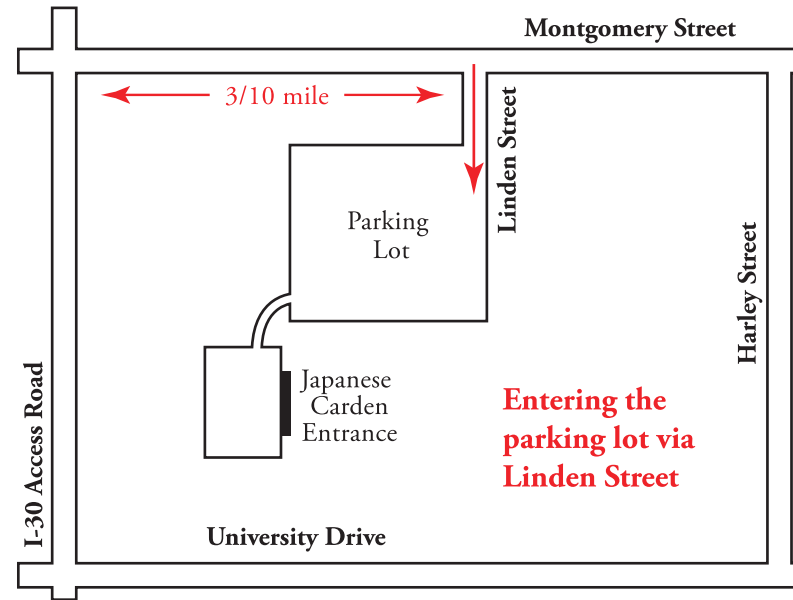 Montgomery Street
3/10 mile
Linden Street
Parking
Lot
Harley Street
Japanese
Carden
Entrance
Entering the
parking lot via
Linden Street
I-30 Access Road
University Drive